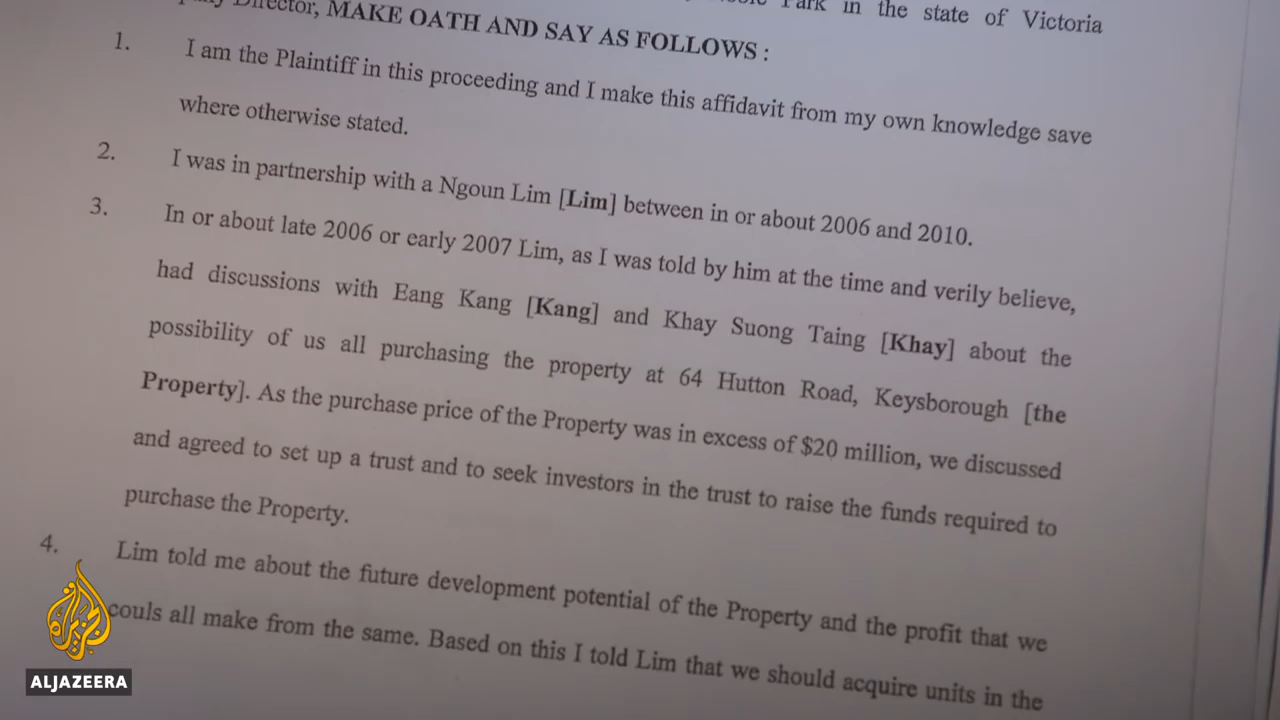 Director, MAKE OATH AND SAY AS FOLLOWS :
Park in the state of Victoria
1. I am the Plaintiff in this proceeding and I make this affidavit from my own knowledge save
where otherwise stated.
2. I was in partnership with a Ngoun Lim [Lim] between in or about 2006 and 2010.
3. In or about late 2006 or early 2007 Lim, as I was told by him at the time and verily believe,
had discussions with Eang Kang [Kang] and Khay Suong Taing [Khay] about the
possibility of us all purchasing the property at 64 Hutton Road, Keysborough [the
Property]. As the purchase price of the Property was in excess of $20 million, we discussed
and agreed to set up a trust and to seek investors in the trust to raise the funds required to
purchase the Property.
4. Lim told me about the future development potential of the Property and the profit that we
couls all make from the same. Based on this I told Lim that we should acquire units in the
ALJAZEERA